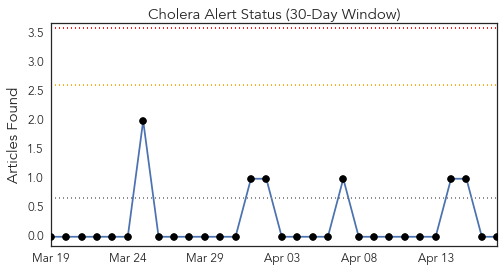 Cholera Alert Status (30-Day Window)
Articles Found
3.5
3.0
2.5
2.0
1.5
1.0
0.5
0.0
Mar 19 Mar 24 Mar 29 Apr 03 Apr 08 Apr 13